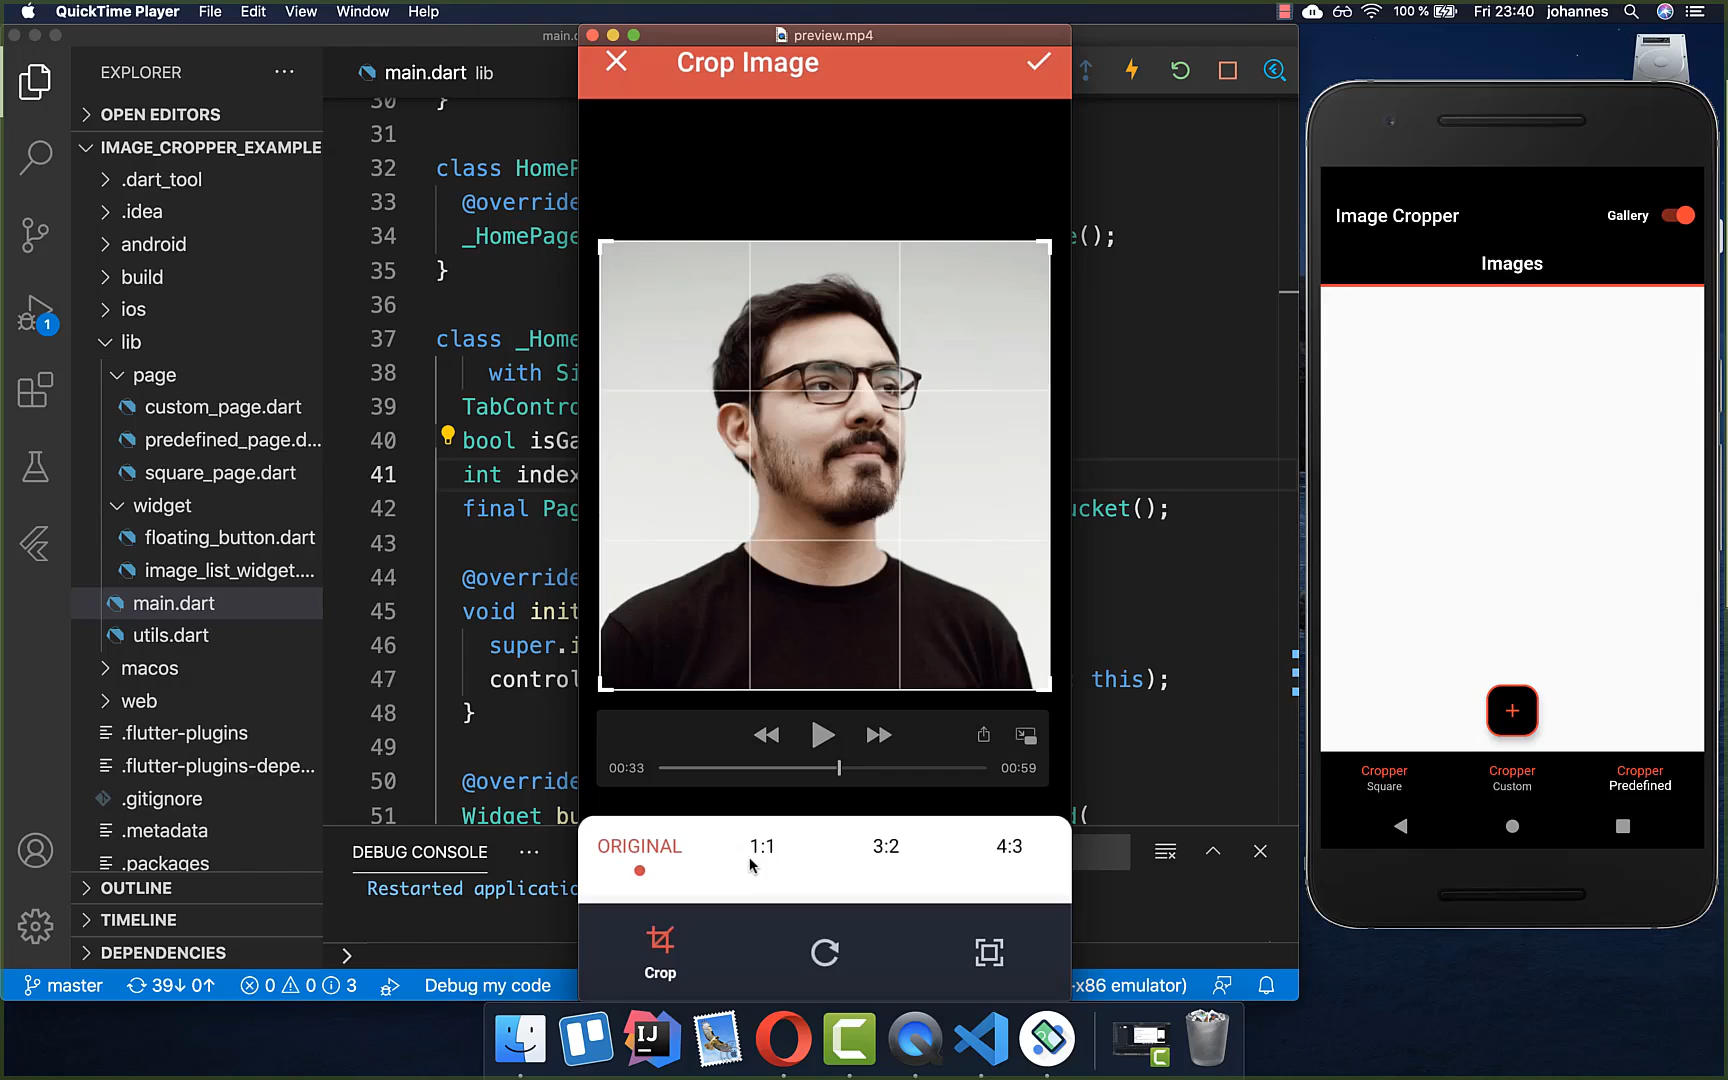 QuickTime Player File Edit View Window Help
100 % Fri 23:40 johannes
main.c
preview.mp4
EXPLORER ...
OPEN EDITORS
IMAGE_CROPPER_EXAMPLE
.dart_tool
.idea
android
build
ios
lib
page
custom_page.dart
predefined_page.d...
square_page.dart
widget
floating_button.dart
image_list_widget....
main.dart
utils.dart
macos
web
.flutter-plugins
.flutter-plugins-depe...
.gitignore
.metadata
.packages
OUTLINE
TIMELINE
DEPENDENCIES
1
main.dart lib
30 }
31
32 class HomeP
33 @override
34 _HomePage e();
35 }
36
37 class _Home
38 with Si
39 TabContro
40 bool isGa
41 int index
42 final Pag ucket();
43
44 @override
45 void init
46 super.i
47 control this);
48 }
49
50 @override
51 Widget bu d(
DEBUG CONSOLE ...
Restarted applicatio
Crop Image
00:33 00:59
ORIGINAL 1:1 3:2 4:3
Crop
master 39↓ 0↑ 0 0 3 Debug my code -x86 emulator)
Image Cropper Gallery
Images
+
Cropper Cropper Cropper
Square Custom Predefined
IJ